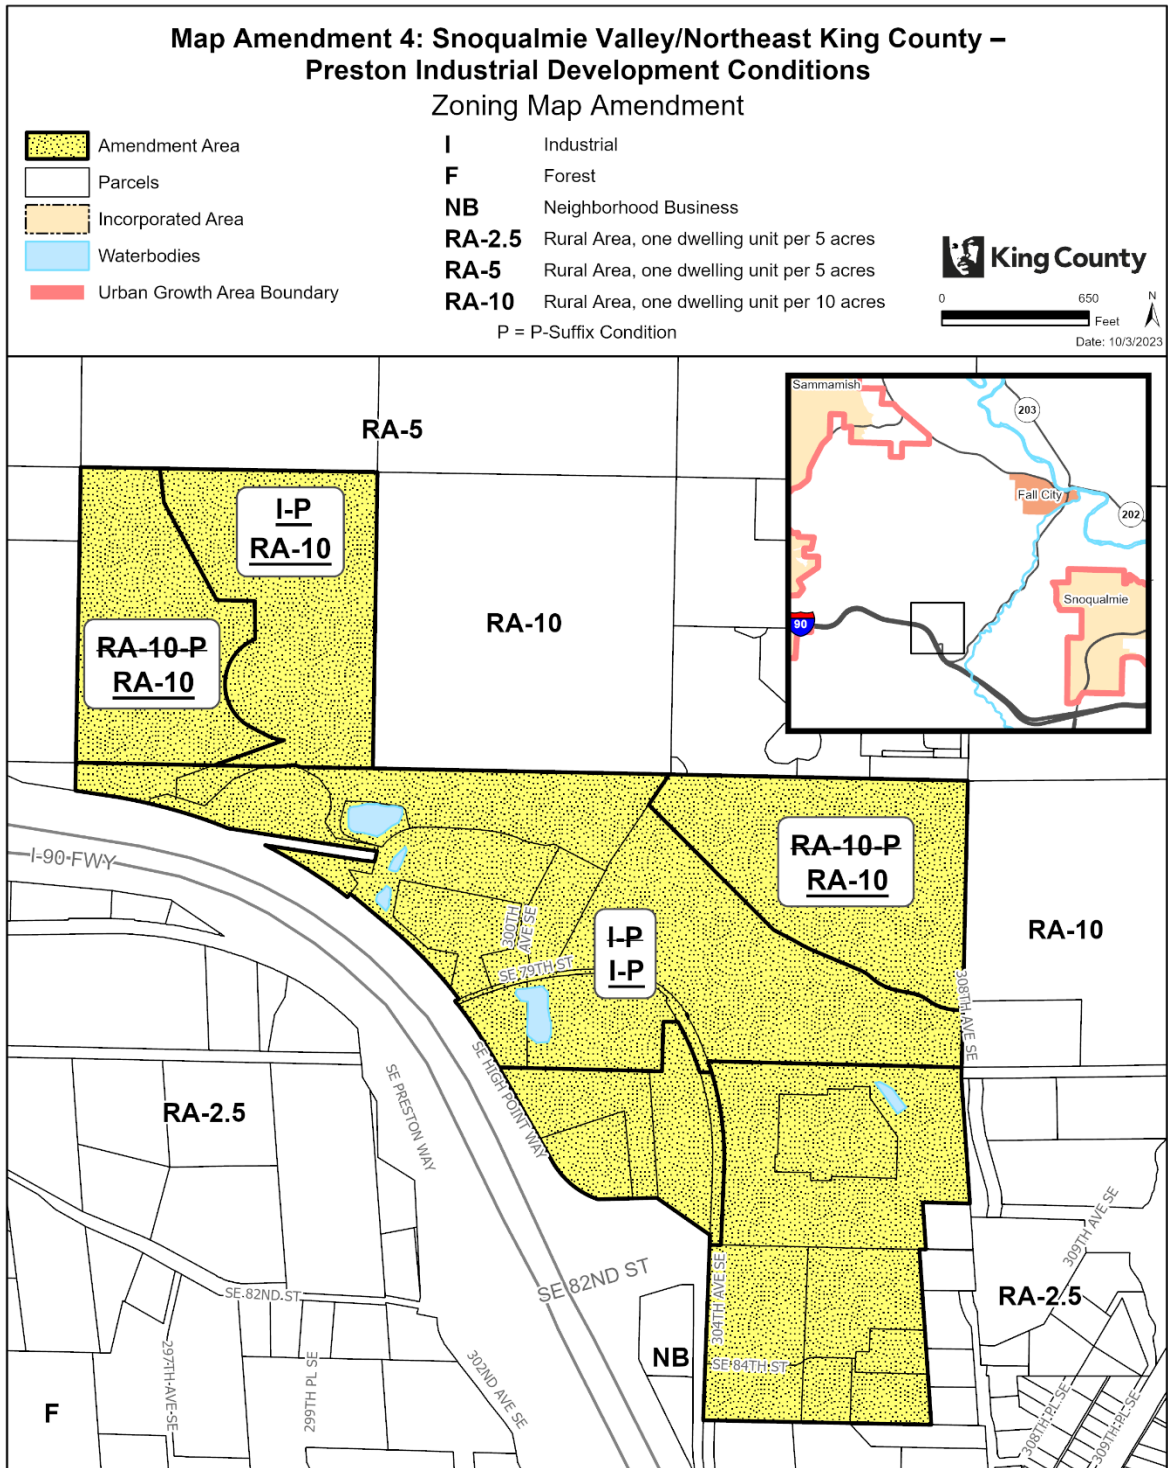 Map Amendment 4: Snoqualmie Valley/Northeast King County –
Preston Industrial Development Conditions
Zoning Map Amendment
Amendment Area
Parcels
Incorporated Area
Waterbodies
Urban Growth Area Boundary
I Industrial
F Forest
NB Neighborhood Business
RA-2.5 Rural Area, one dwelling unit per 5 acres
RA-5 Rural Area, one dwelling unit per 5 acres
RA-10 Rural Area, one dwelling unit per 10 acres
P = P-Suffix Condition
King County
0 650
Feet
N
Date: 10/3/2023
Sammamish
203
Fall City
202
Snoqualmie
90
RA-5
I-P
RA-10
RA-10
RA-10-P
RA-10
RA-10-P
RA-10
RA-10
I-90 FWY
300TH
AVE SE
SE 79TH ST
I-P
I-P
308TH AVE SE
SE HIGH POINT WAY
SE PRESTON WAY
RA-2.5
SE 82ND ST
SE 82ND ST
304TH AVE SE
309TH AVE SE
RA-2.5
297TH AVE SE
299TH PL SE
302ND AVE SE
NB
SE 84TH ST
F
308TH PL SE
309TH PL SE